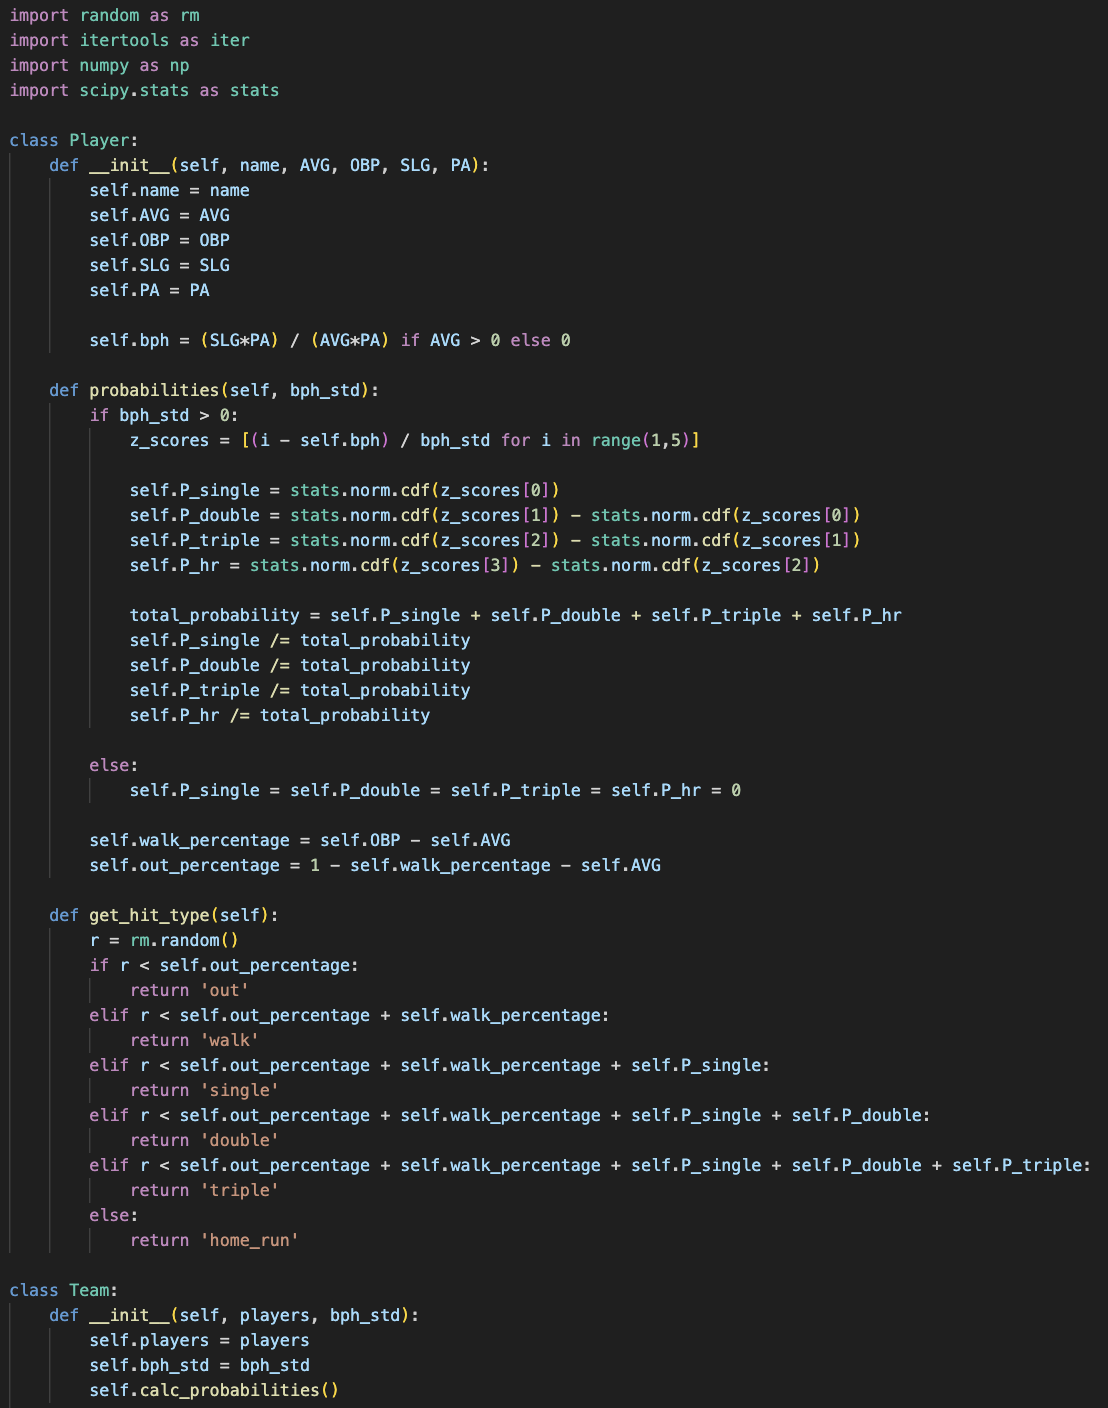 import random as rm
import itertools as iter
import numpy as np
import scipy.stats as stats

class Player:
    def __init__(self, name, AVG, OBP, SLG, PA):
        self.name = name
        self.AVG = AVG
        self.OBP = OBP
        self.SLG = SLG
        self.PA = PA

        self.bph = (SLG*PA) / (AVG*PA) if AVG > 0 else 0

    def probabilities(self, bph_std):
        if bph_std > 0:
            z_scores = [(i - self.bph) / bph_std for i in range(1,5)]

            self.P_single = stats.norm.cdf(z_scores[0])
            self.P_double = stats.norm.cdf(z_scores[1]) - stats.norm.cdf(z_scores[0])
            self.P_triple = stats.norm.cdf(z_scores[2]) - stats.norm.cdf(z_scores[1])
            self.P_hr = stats.norm.cdf(z_scores[3]) - stats.norm.cdf(z_scores[2])

            total_probability = self.P_single + self.P_double + self.P_triple + self.P_hr
            self.P_single /= total_probability
            self.P_double /= total_probability
            self.P_triple /= total_probability
            self.P_hr /= total_probability

        else:
            self.P_single = self.P_double = self.P_triple = self.P_hr = 0

        self.walk_percentage = self.OBP - self.AVG
        self.out_percentage = 1 - self.walk_percentage - self.AVG

    def get_hit_type(self):
        r = rm.random()
        if r < self.out_percentage:
            return 'out'
        elif r < self.out_percentage + self.walk_percentage:
            return 'walk'
        elif r < self.out_percentage + self.walk_percentage + self.P_single:
            return 'single'
        elif r < self.out_percentage + self.walk_percentage + self.P_single + self.P_double:
            return 'double'
        elif r < self.out_percentage + self.walk_percentage + self.P_single + self.P_double + self.P_triple:
            return 'triple'
        else:
            return 'home_run'

class Team:
    def __init__(self, players, bph_std):
        self.players = players
        self.bph_std = bph_std
        self.calc_probabilities()